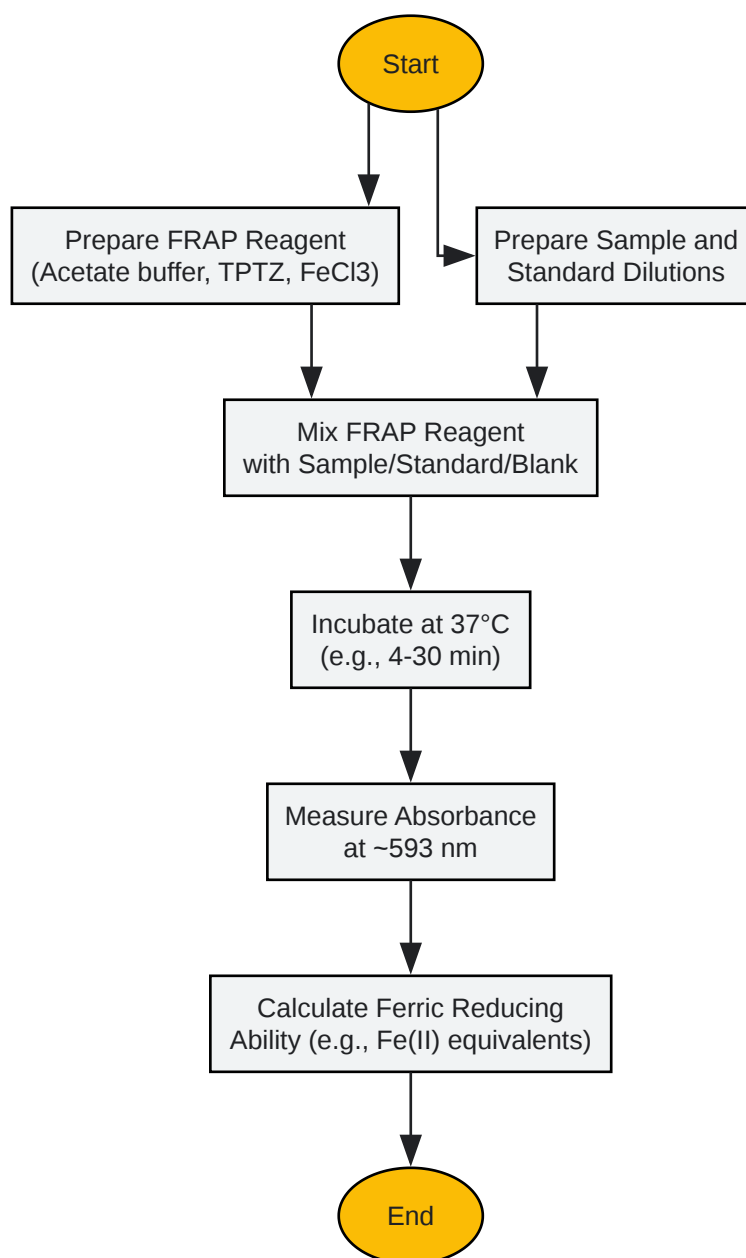 Start
Prepare FRAP Reagent
(Acetate buffer, TPTZ, FeCl3)
Prepare Sample and
Standard Dilutions
Mix FRAP Reagent
with Sample/Standard/Blank
Incubate at 37°C
(e.g., 4-30 min)
Measure Absorbance
at ~593 nm
Calculate Ferric Reducing
Ability (e.g., Fe(II) equivalents)
End